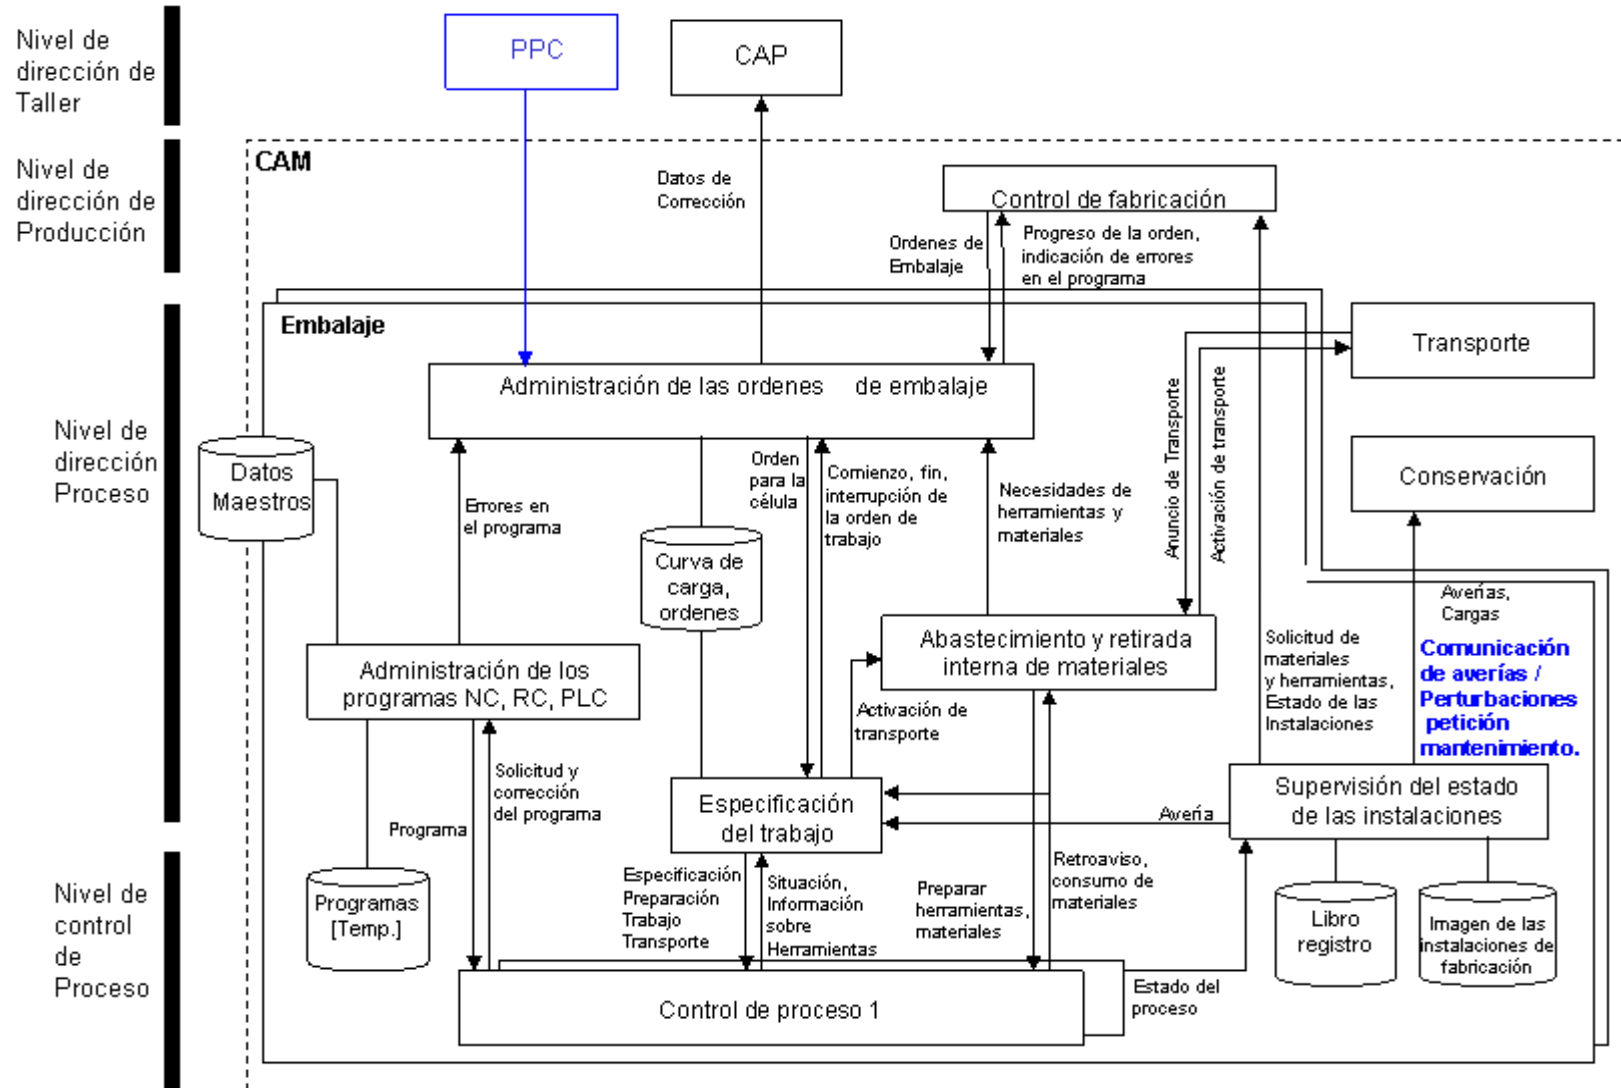 Nivel de
dirección de
Taller
PPC
CAP
Nivel de
dirección de
Producción
CAM
Datos de
Corrección
Control de fabricación
Ordenes de
Embalaje
Progreso de la orden,
indicación de errores
en el programa
Embalaje
Transporte
Administración de las ordenes de embalaje
Anuncio de Transporte
Activación de transporte
Nivel de
dirección
Proceso
Datos
Maestros
Errores en
el programa
Orden
para la
célula
Comienzo, fin,
interrupción de
la orden de
trabajo
Necesidades de
herramientas y
materiales
Conservación
Curva de
carga,
ordenes
Averías,
Cargas
Abastecimiento y retirada
interna de materiales
Solicitud de
materiales
y herramientas,
Estado de las
Instalaciones
Comunicación
de averías /
Perturbaciones
petición
mantenimiento.
Administración de los
programas NC, RC, PLC
Activación de
transporte
Solicitud y
corrección
del programa
Programa
Especificación
del trabajo
Avería
Supervisión del estado
de las instalaciones
Nivel de
control
de
Proceso
Programas
[Temp.]
Especificación
Preparación
Trabajo
Transporte
Situación,
Información
sobre
Herramientas
Preparar
herramientas,
materiales
Retroaviso,
consumo de
materiales
Libro
registro
Imagen de las
instalaciones de
fabricación
Estado del
proceso
Control de proceso 1